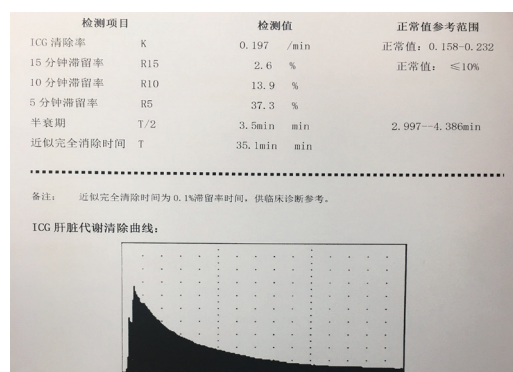 检测项目 检测值 正常值参考范围
ICG 清除率 K 0.197 /min 正常值: 0.158-0.232
15 分钟滞留率 R15 2.6 % 正常值: ≤10%
10 分钟滞留率 R10 13.9 %
5 分钟滞留率 R5 37.3 %
半衰期 T/2 3.5min min 2.997--4.386min
近似完全消除时间 T 35.1min min
备注: 近似完全清除时间为 0.1%滞留率时间，供临床诊断参考。
ICG 肝脏代谢清除曲线: